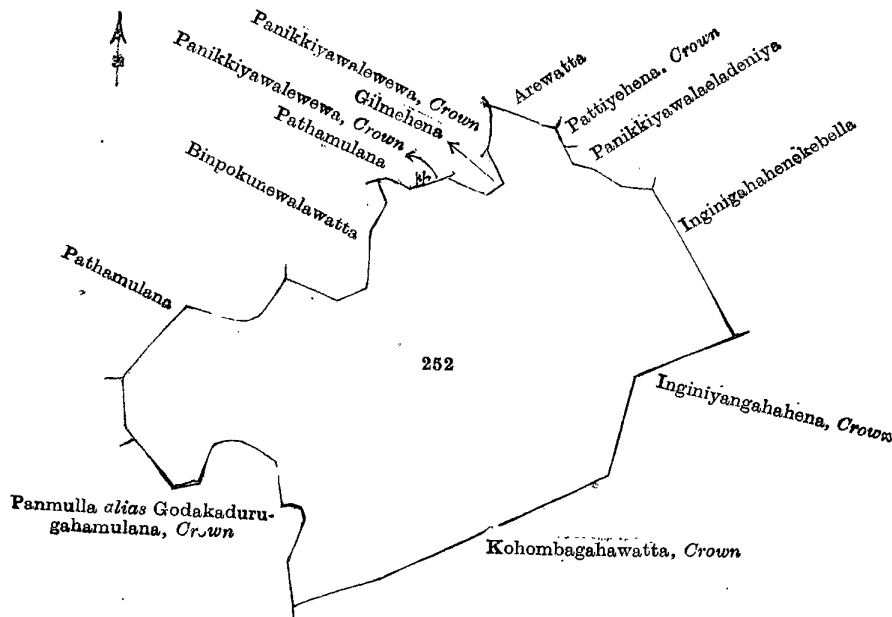 Panikkiyawalewewa, Crown
Panikkiyawalewewa, Crown
Gilmehena
Pathamulana
Binpokunewalawatta
Pathamulana
Arewatta
Pattiyehena, Crown
Panikkiyawalaeladeniya
Inginigahahenekebella
252
Inginiyangahahena, Crown
Panmulla alias Godakaduru-
gahamulana, Crown
Kohombagahawatta, Crown